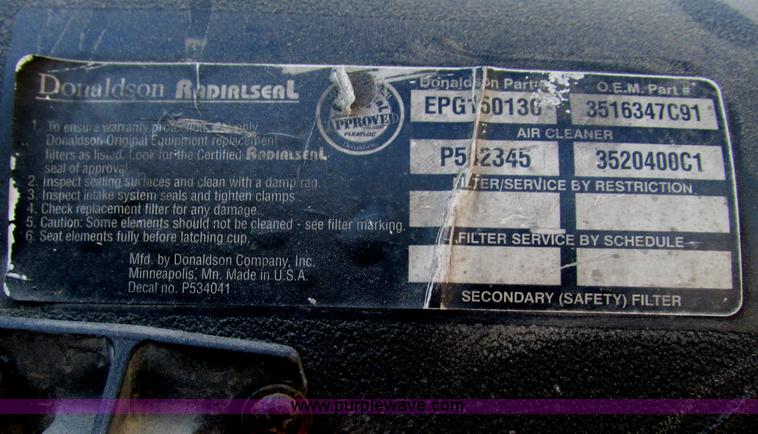 Donaldson RADIALSEAL
1. To ensure warranty only
Donaldson Original Equipment replacement
filters as listed. Look for the Certified RADIALSEAL
seal of approval.
2. Inspect sealing surfaces and clean with a damp rag.
3. Inspect intake system seals and tighten clamps
4. Check replacement filter for any damage.
5. Caution: Some elements should not be cleaned - see filter marking.
6. Seat elements fully before latching cup.
Mfd. by Donaldson Company, Inc.
Minneapolis, Mn. Made in U.S.A.
Decal no. P534041
APPROVED
Donaldson
Donaldson Part # O.E.M. Part #
3516347C91
AIR CLEANER
3520400C1
FILTER/SERVICE BY RESTRICTION
FILTER SERVICE BY SCHEDULE
SECONDARY (SAFETY) FILTER
www.purplewave.com